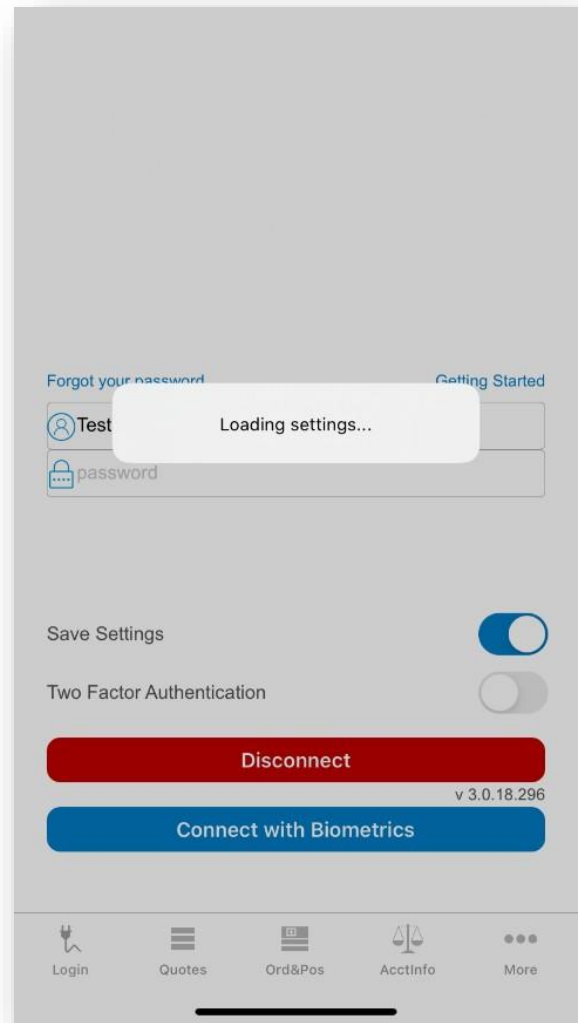 Forgot your password
Getting Started
Test
Loading settings...
password
Save Settings
Two Factor Authentication
Disconnect
v 3.0.18.296
Connect with Biometrics
Login
Quotes
Ord&Pos
AcctInfo
More